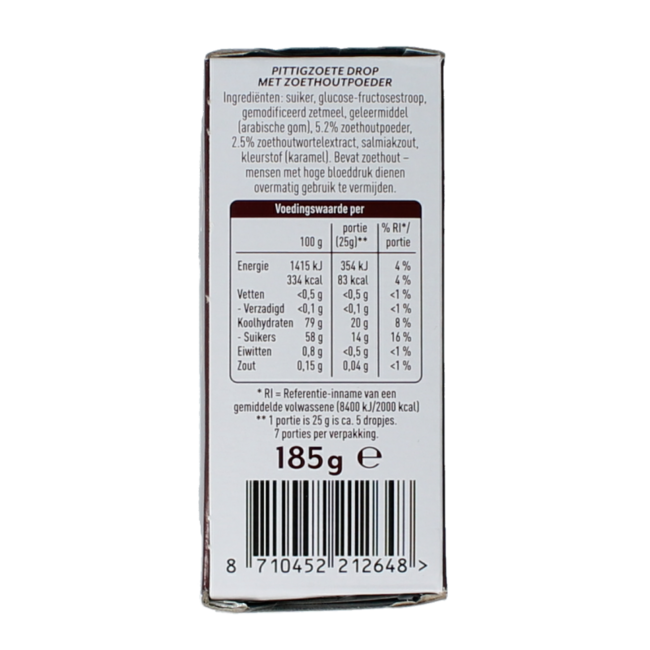 PITTIGZOETE DROP
MET ZOETHOUTPOEDER
Ingrediënten: suiker, glucose-fructosestroop,
gemodificeerd zetmeel, geleermiddel
(arabische gom), 5.2% zoethoutpoeder,
2.5% zoethoutwortelextract, salmiakzout,
kleurstof (karamel). Bevat zoethout –
mensen met hoge bloeddruk dienen
overmatig gebruik te vermijden.
Voedingswaarde per
100 g portie (25g)** % RI*/ portie
Energie 1415 kJ 354 kJ 4 %
334 kcal 83 kcal 4 %
Vetten <0,5 g <0,5 g <1 %
- Verzadigd <0,1 g <0,1 g <1 %
Koolhydraten 79 g 20 g 8 %
- Suikers 58 g 14 g 16 %
Eiwitten 0,8 g <0,5 g <1 %
Zout 0,15 g 0,04 g <1 %
* RI = Referentie-inname van een
gemiddelde volwassene (8400 kJ/2000 kcal)
** 1 portie is 25 g is ca. 5 dropjes.
7 porties per verpakking.
185g ℮
8 710452 212648 >